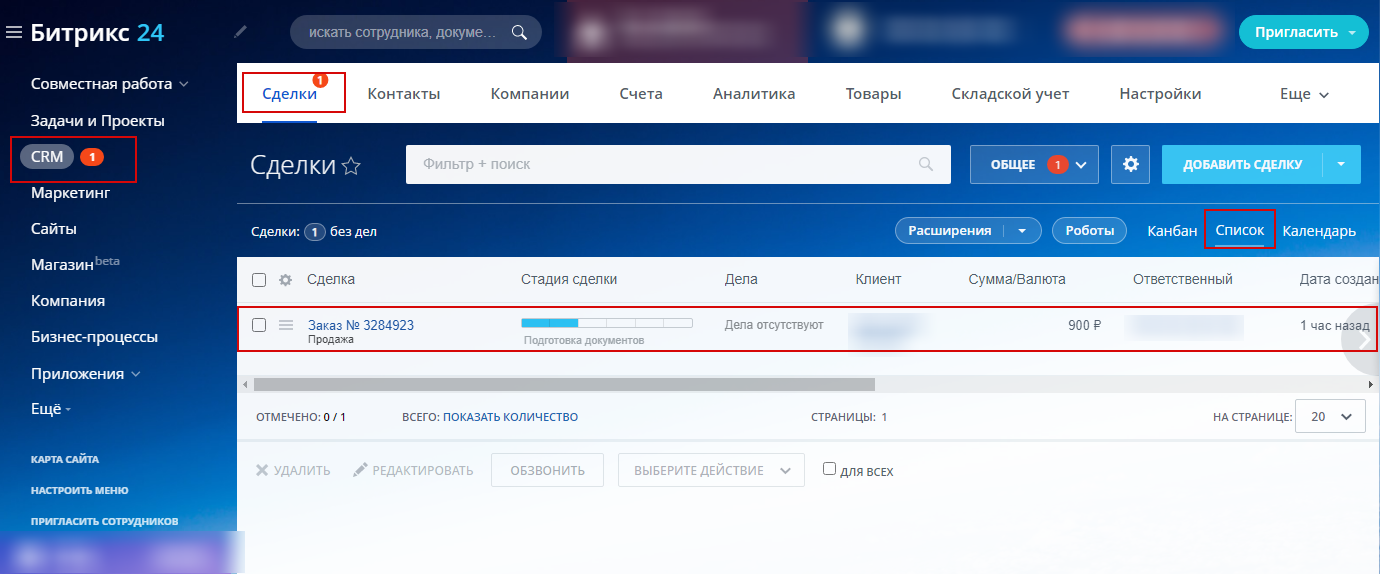 Битрикс 24
искать сотрудника, докуме...
Пригласить
Совместная работа
Задачи и Проекты
CRM 1
Маркетинг
Сайты
Магазин beta
Компания
Бизнес-процессы
Приложения
Ещё
КАРТА САЙТА
НАСТРОИТЬ МЕНЮ
ПРИГЛАСИТЬ СОТРУДНИКОВ
Сделки 1 Контакты Компании Счета Аналитика Товары Складской учет Настройки Еще
Сделки Фильтр + поиск ОБЩЕЕ 1 ДОБАВИТЬ СДЕЛКУ
Сделки: 1 без дел Расширения Роботы Канбан Список Календарь
Сделка Стадия сделки Дела Клиент Сумма/Валюта Ответственный Дата создан
Заказ № 3284923 Дела отсутствуют 900 ₽ 1 час назад
Продажа Подготовка документов
ОТМЕЧЕНО: 0 / 1 ВСЕГО: ПОКАЗАТЬ КОЛИЧЕСТВО СТРАНИЦЫ: 1 НА СТРАНИЦЕ: 20
УДАЛИТЬ РЕДАКТИРОВАТЬ ОБЗВОНИТЬ ВЫБЕРИТЕ ДЕЙСТВИЕ ДЛЯ ВСЕХ